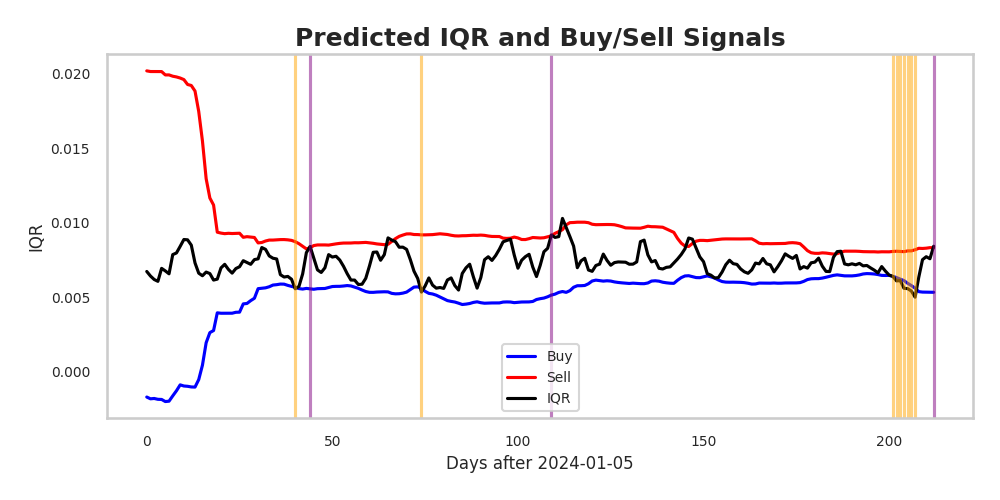 Predicted IQR and Buy/Sell Signals
0.020
0.015
0.010
0.005
0.000
IQR
Buy
Sell
IQR
0 50 100 150 200
Days after 2024-01-05